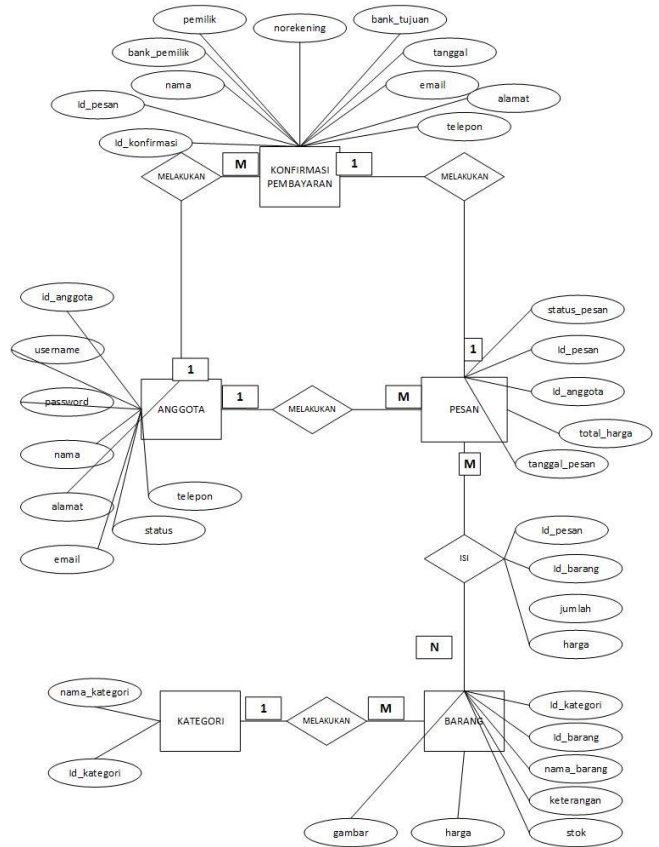 pemilik
norekening
bank_tujuan
bank_pemilik
tanggal
nama
email
Id_pesan
alamat
telepon
Id_konfirmasi
MELAKUKAN
M
KONFIRMASI
PEMBAYARAN
1
MELAKUKAN
id_anggota
username
password
nama
alamat
email
status
telepon
1
ANGGOTA
1
MELAKUKAN
M
PESAN
1
status_pesan
Id_pesan
Id_anggota
total_harga
tanggal_pesan
M
ISI
Id_pesan
Id_barang
jumlah
harga
N
nama_kategori
Id_kategori
KATEGORI
1
MELAKUKAN
M
BARANG
Id_kategori
Id_barang
nama_barang
keterangan
stok
gambar
harga